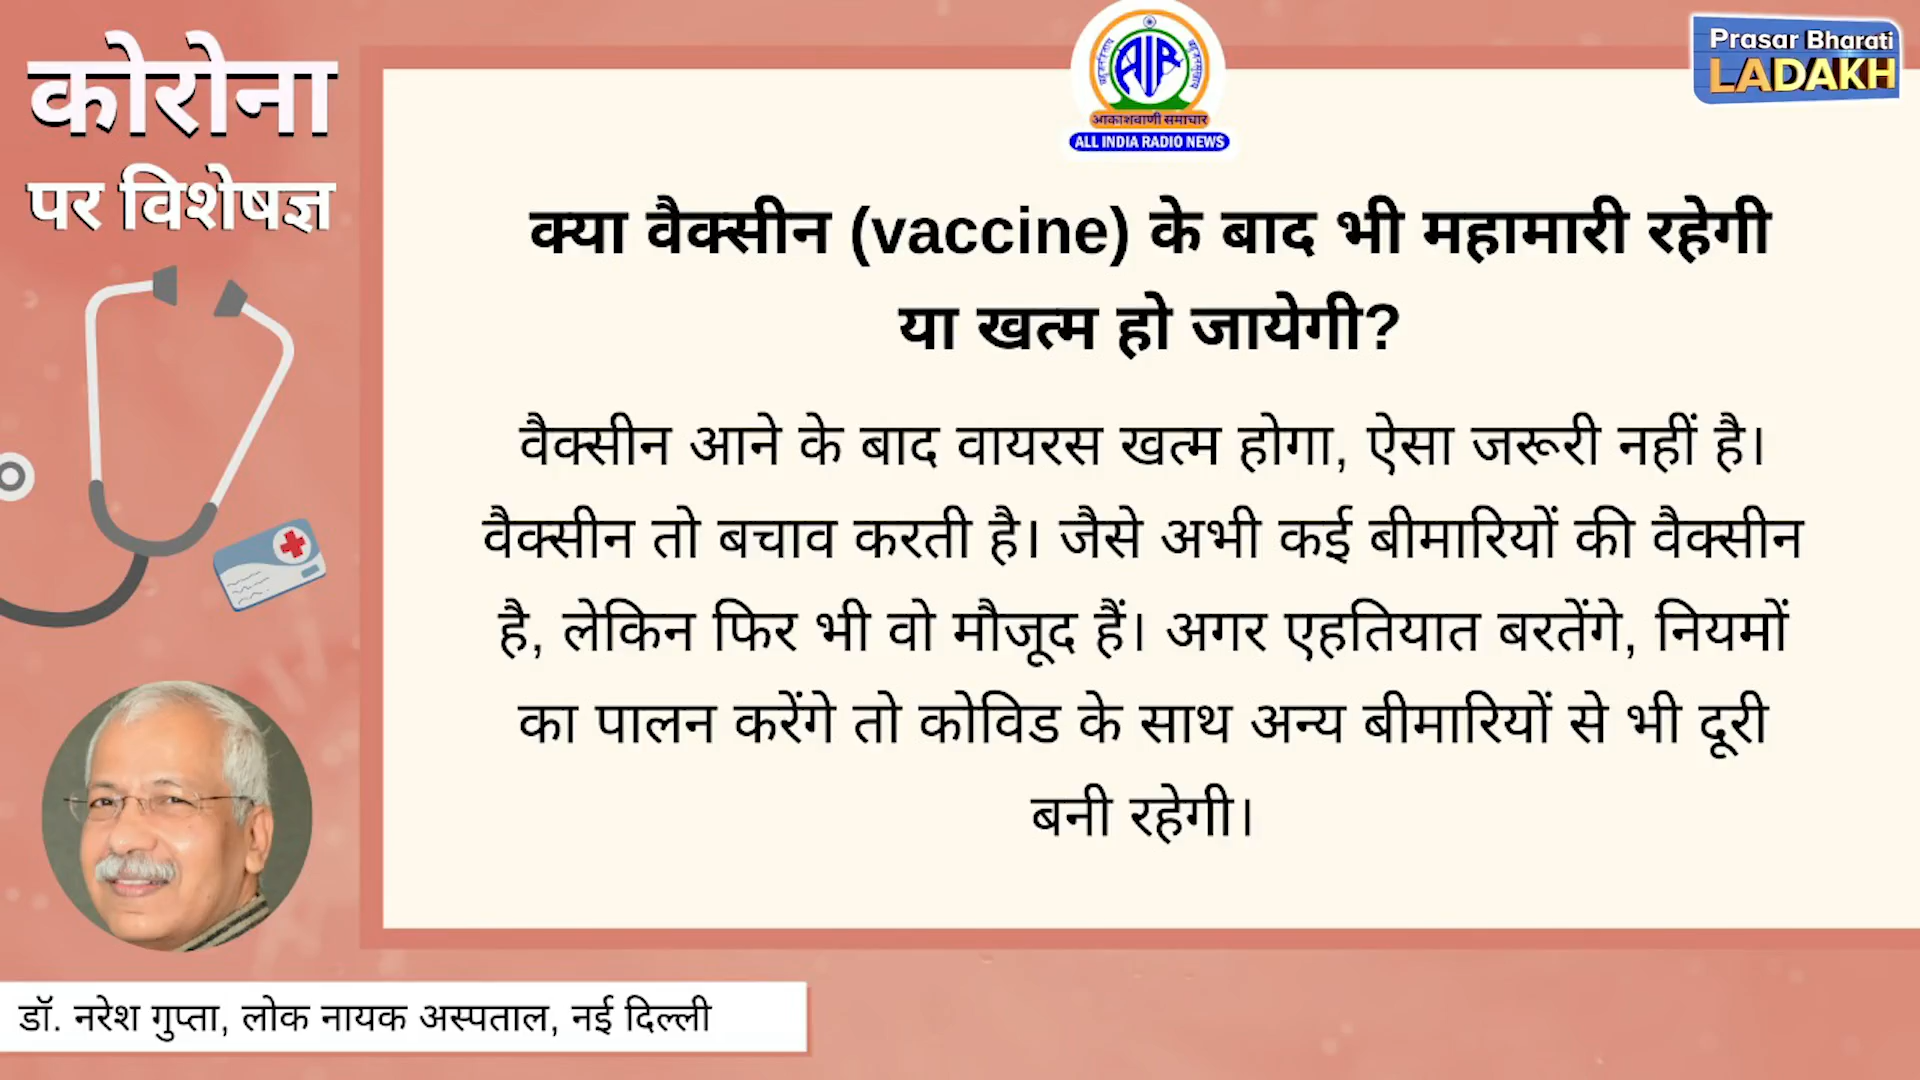 कोरोना
पर विशेषज्ञ
आकाशवाणी समाचार
ALL INDIA RADIO NEWS
Prasar Bharati
LADAKH
क्या वैक्सीन (vaccine) के बाद भी महामारी रहेगी
या खत्म हो जायेगी?
वैक्सीन आने के बाद वायरस खत्म होगा, ऐसा जरूरी नहीं है।
वैक्सीन तो बचाव करती है। जैसे अभी कई बीमारियों की वैक्सीन
है, लेकिन फिर भी वो मौजूद हैं। अगर एहतियात बरतेंगे, नियमों
का पालन करेंगे तो कोविड के साथ अन्य बीमारियों से भी दूरी
बनी रहेगी।
डॉ. नरेश गुप्ता, लोक नायक अस्पताल, नई दिल्ली